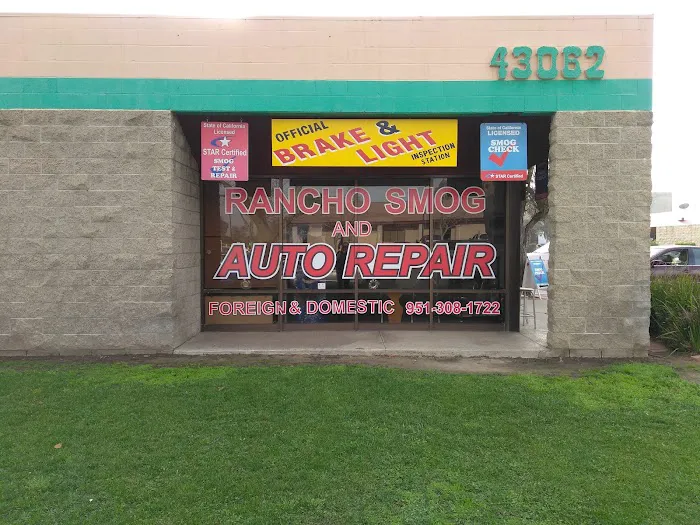 43062
State of California
Licensed
STAR Certified
SMOG
TEST &
REPAIR
OFFICIAL
BRAKE &
LIGHT
INSPECTION
STATION
State of California
LICENSED
SMOG
CHECK
STAR Certified
RANCHO SMOG
AND
AUTO REPAIR
FOREIGN & DOMESTIC 951-308-1722